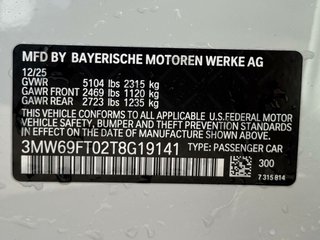 MFD BY BAYERISCHE MOTOREN WERKE AG
12/25
GVWR 5104 lbs 2315 kg
GAWR FRONT 2469 lbs 1120 kg
GAWR REAR 2723 lbs 1235 kg
THIS VEHICLE CONFORMS TO ALL APPLICABLE U.S.FEDERAL MOTOR
VEHICLE SAFETY, BUMPER, AND THEFT PREVENTION STANDARDS
IN EFFECT ON THE DATE OF MANUFACTURE SHOWN ABOVE.
3MW69FT02T8G19141 TYPE: PASSENGER CAR
300
7 315 814